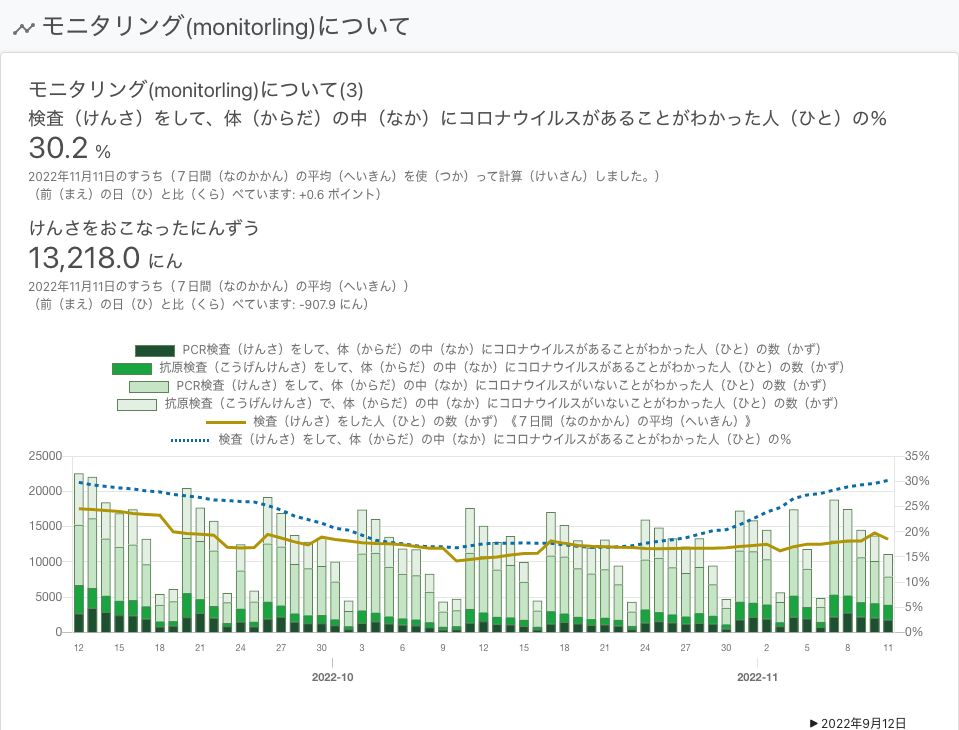 モニタリング(monitorling)について
モニタリング(monitorling)について(3)
検査（けんさ）をして、体（からだ）の中（なか）にコロナウイルスがあることがわかった人（ひと）の%
30.2 %
2022年11月11日のすうち（７日間（なのかかん）の平均（へいきん）を使（つか）って計算（けいさん）しました。）
（前（まえ）の日（ひ）と比（くら）べています: +0.6 ポイント）
けんさをおこなったにんずう
13,218.0 にん
2022年11月11日のすうち（７日間（なのかかん）の平均（へいきん））
（前（まえ）の日（ひ）と比（くら）べています: -907.9 にん）
PCR検査（けんさ）をして、体（からだ）の中（なか）にコロナウイルスがあることがわかった人（ひと）の数（かず）
抗原検査（こうげんけんさ）をして、体（からだ）の中（なか）にコロナウイルスがあることがわかった人（ひと）の数（かず）
PCR検査（けんさ）をして、体（からだ）の中（なか）にコロナウイルスがいないことがわかった人（ひと）の数（かず）
抗原検査（こうげんけんさ）で、体（からだ）の中（なか）にコロナウイルスがいないことがわかった人（ひと）の数（かず）
検査（けんさ）をした人（ひと）の数（かず）《７日間（なのかかん）の平均（へいきん）》
検査（けんさ）をして、体（からだ）の中（なか）にコロナウイルスがあることがわかった人（ひと）の%
25000 35%
20000 30%
25%
15000 20%
10000 15%
10%
5000 5%
0 0%
12 15 18 21 24 27 30 3 6 9 12 15 18 21 24 27 30 2 5 8 11
2022-10 2022-11
▶ 2022年9月12日